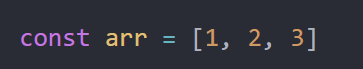 const arr = [1, 2, 3]